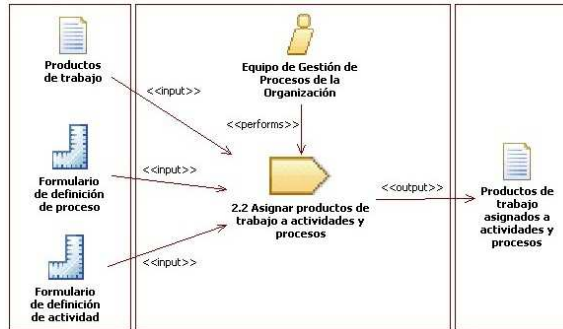 Productos
de trabajo
<<input>>
Formulario
de definición
de proceso
<<input>>
Formulario
de definición
de actividad
<<input>>
Equipo de Gestión de
Procesos de la
Organización
<<performs>>
2.2 Asignar productos de
trabajo a actividades y
procesos
<<output>>
Productos de
trabajo
asignados a
actividades y
procesos